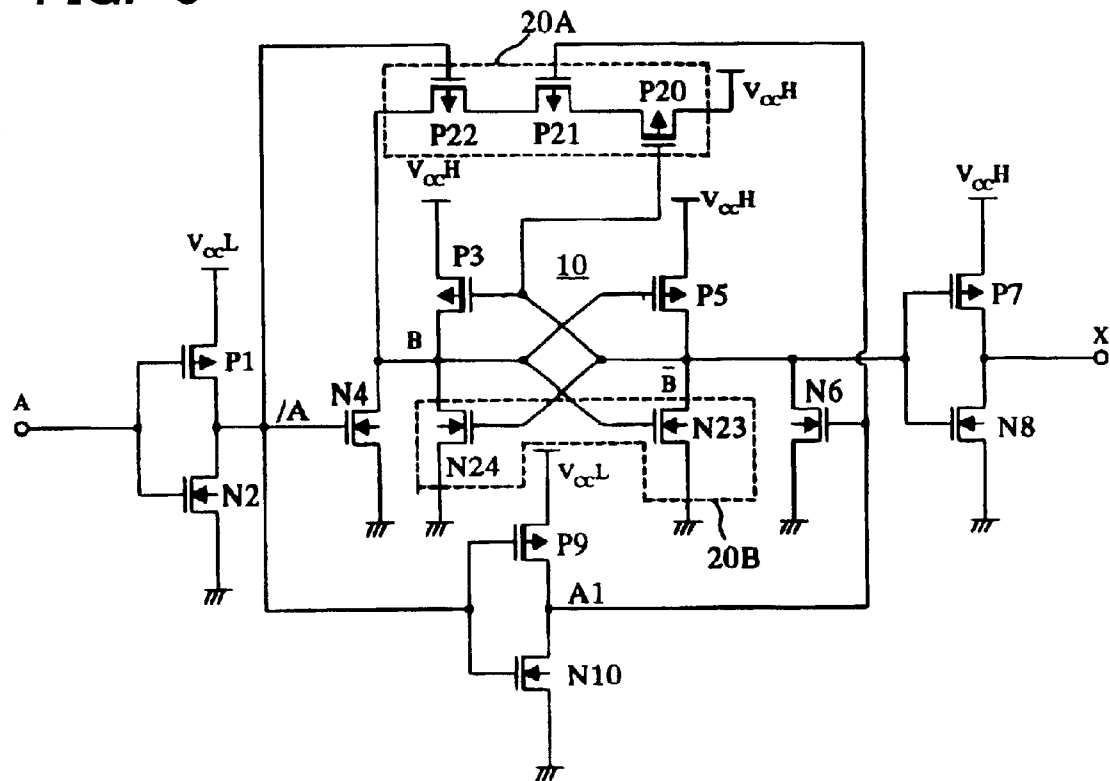 20A
P22
P21
P20
VccH
VccH
VccH
VccH
VccL
P3
10
P5
P7
P1
B
B̄
X
A
/A
N4
N6
N2
N24
N23
N8
VccL
P9
20B
A1
N10